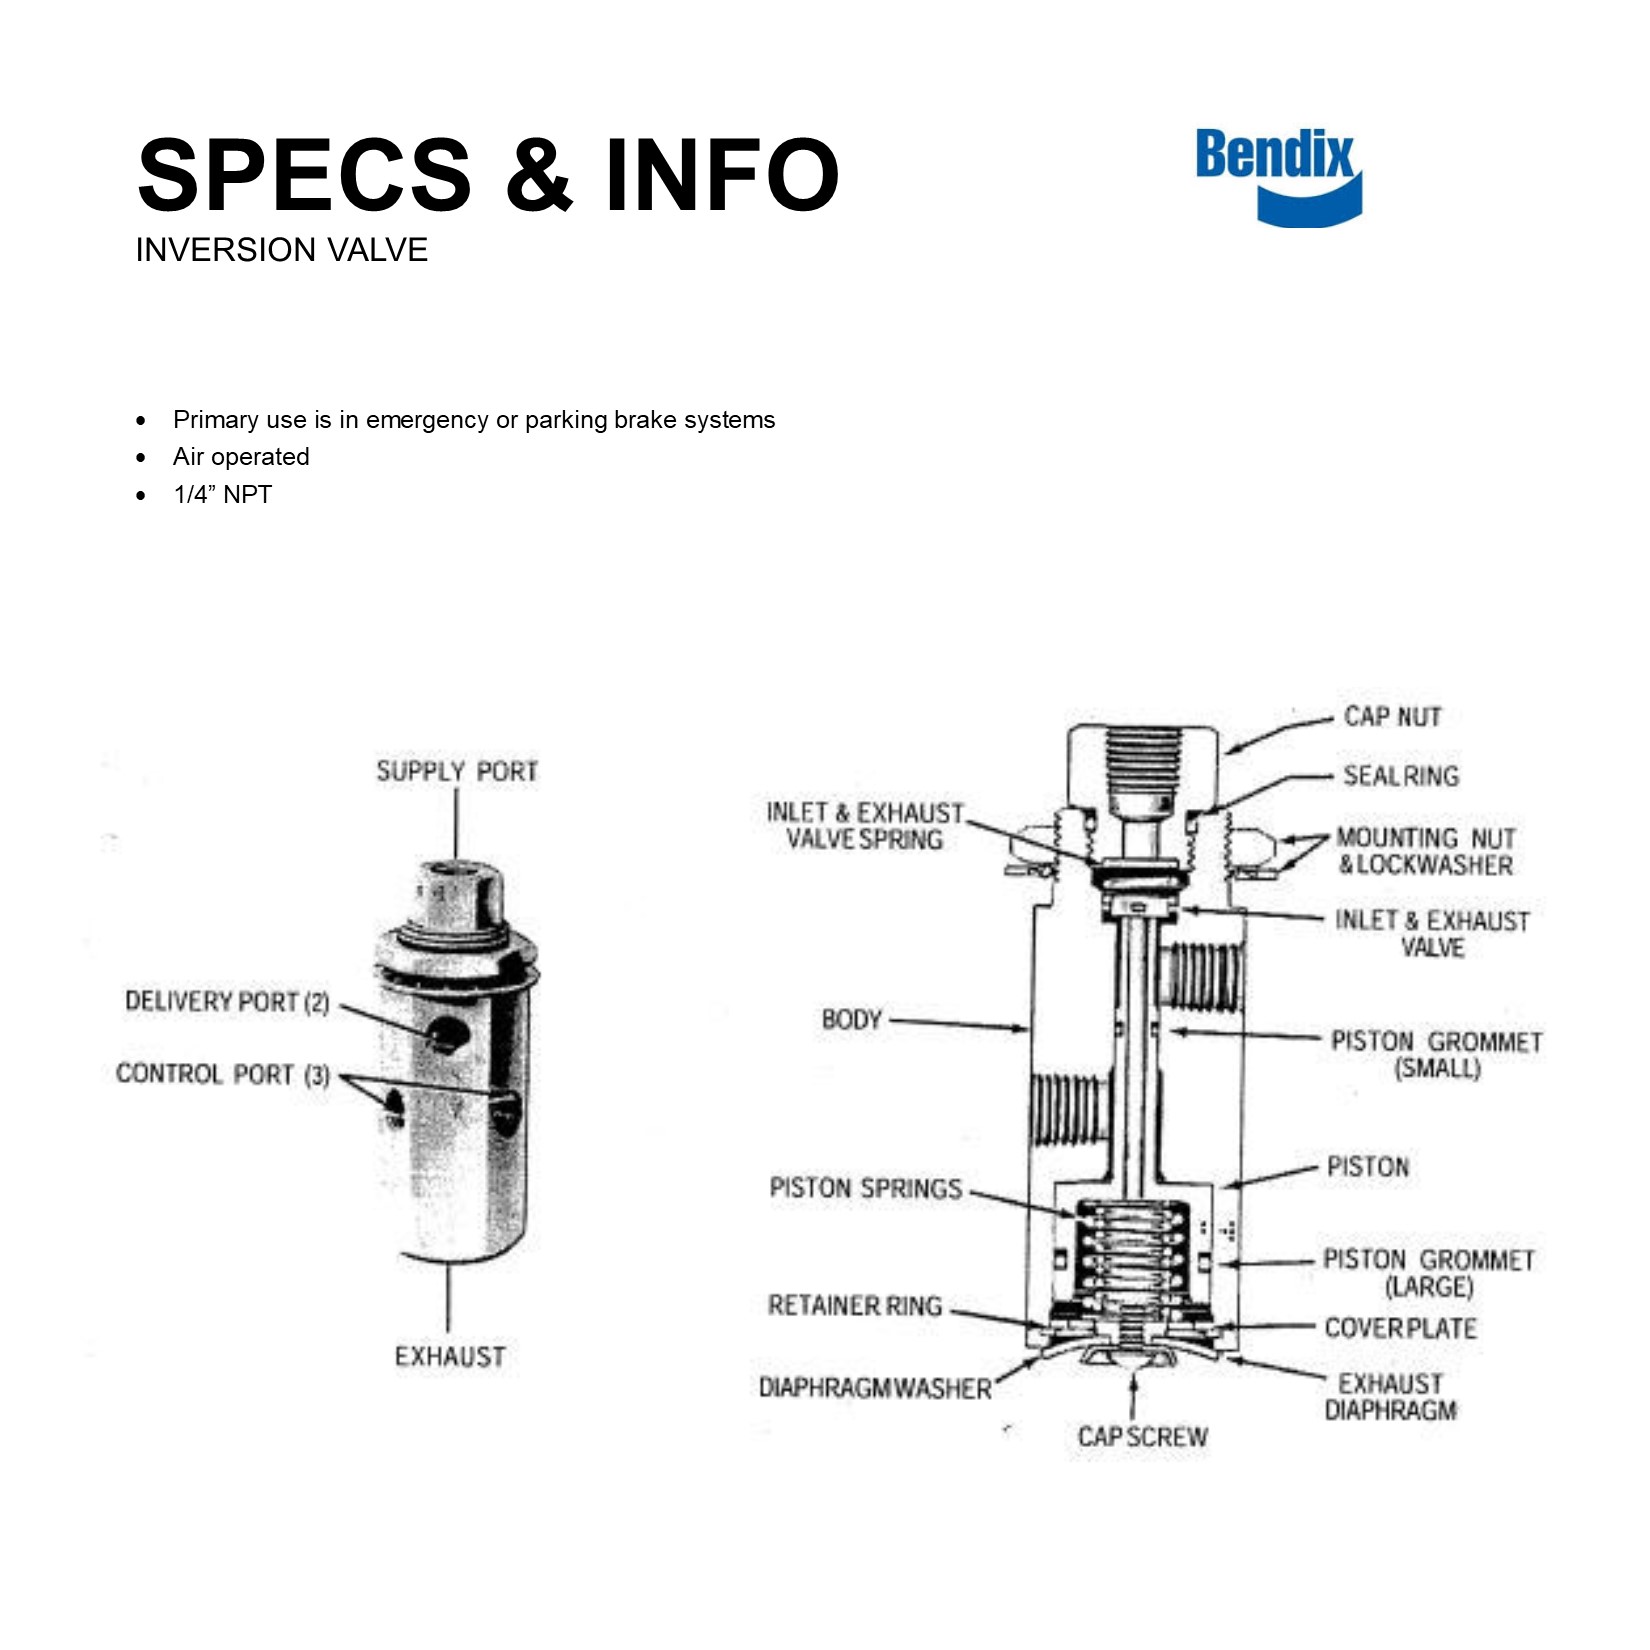 SPECS & INFO
Bendix
INVERSION VALVE
• Primary use is in emergency or parking brake systems
• Air operated
• 1/4” NPT
SUPPLY PORT
DELIVERY PORT (2)
CONTROL PORT (3)
EXHAUST
CAP NUT
SEAL RING
INLET & EXHAUST
VALVE SPRING
MOUNTING NUT
& LOCKWASHER
INLET & EXHAUST
VALVE
BODY
PISTON GROMMET
(SMALL)
PISTON
PISTON SPRINGS
PISTON GROMMET
(LARGE)
RETAINER RING
COVER PLATE
DIAPHRAGM WASHER
EXHAUST
DIAPHRAGM
CAP SCREW